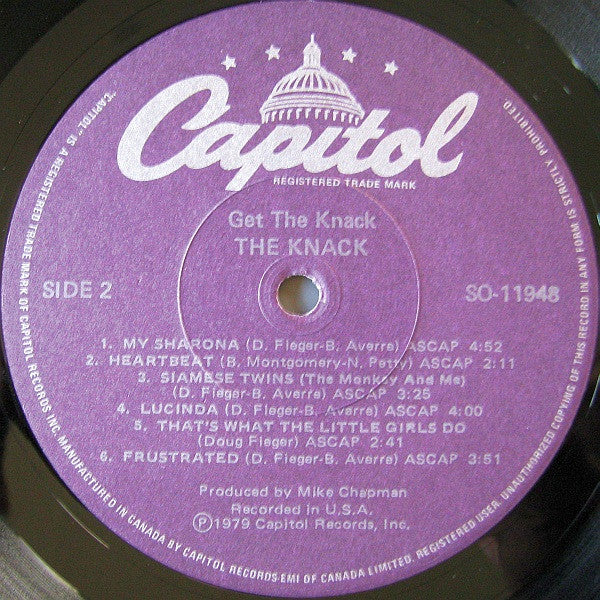 Capitol
REGISTERED TRADE MARK
Get The Knack
THE KNACK
SIDE 2
SO-11948
1. MY SHARONA (D. Fieger-B. Averre) ASCAP 4:52
2. HEARTBEAT (B. Montgomery-N. Petty) ASCAP 2:11
3. SIAMESE TWINS (The Monkey And Me)
(D. Fieger-B. Averre) ASCAP 3:25
4. LUCINDA (D. Fieger-B. Averre) ASCAP 4:00
5. THAT'S WHAT THE LITTLE GIRLS DO
(Doug Fieger) ASCAP 2:41
6. FRUSTRATED (D. Fieger-B. Averre) ASCAP 3:51
Produced by Mike Chapman
Recorded in U.S.A.
Ⓟ1979 Capitol Records, Inc.
"CAPITOL" IS A REGISTERED TRADE MARK OF CAPITOL RECORDS INC. MANUFACTURED IN CANADA BY CAPITOL RECORDS-EMI OF CANADA LIMITED. REGISTERED USER. UNAUTHORIZED COPYING OF THIS RECORD IN ANY FORM IS STRICTLY PROHIBITED